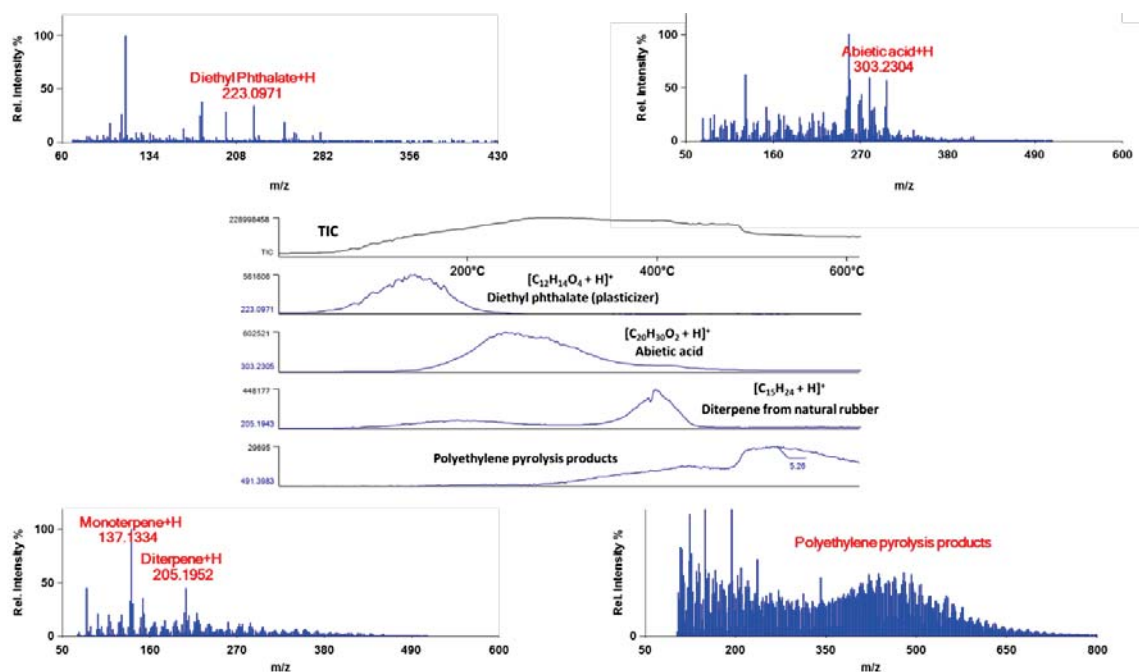 100
50
0
Rel. Intensity %
Diethyl Phthalate+H
223.0971
60 134 208 282 356 430
m/z
100
50
0
Rel. Intensity %
Abietic acid+H
303.2304
50 160 270 380 490 600
m/z
228998458
TIC
TIC
200°C 400°C 600°C
561806
[C₁₂H₁₄O₄ + H]⁺
Diethyl phthalate (plasticizer)
223.0971
602521
[C₂₀H₃₀O₂ + H]⁺
Abietic acid
303.2305
448177
[C₁₅H₂₄ + H]⁺
Diterpene from natural rubber
205.1943
29695
Polyethylene pyrolysis products
5.26
491.3983
100
50
0
Rel. Intensity %
Monoterpene+H
137.1334
Diterpene+H
205.1952
50 160 270 380 490 600
m/z
0
Rel. Intensity %
Polyethylene pyrolysis products
50 200 350 500 650 800
m/z